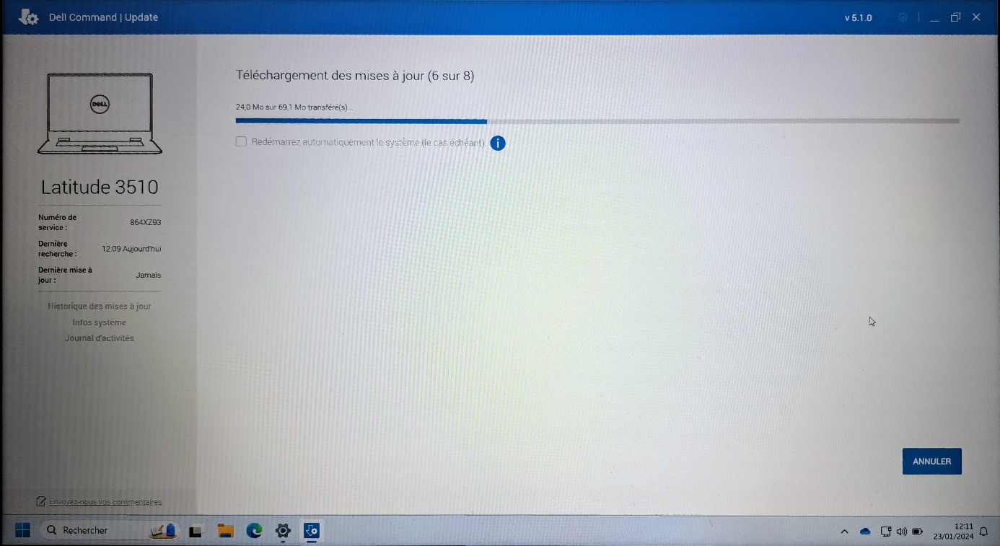 Dell Command | Update
v 5.1.0
Téléchargement des mises à jour (6 sur 8)
24,0 Mo sur 69,1 Mo transféré(s)...
Redémarrez automatiquement le système (le cas échéant).
i
DELL
Latitude 3510
Numéro de service : 864XZ93
Dernière recherche : 12:09 Aujourd'hui
Dernière mise à jour : Jamais
Historique des mises à jour
Infos système
Journal d'activités
ANNULER
Envoyez-nous vos commentaires
Rechercher
12:11
23/01/2024